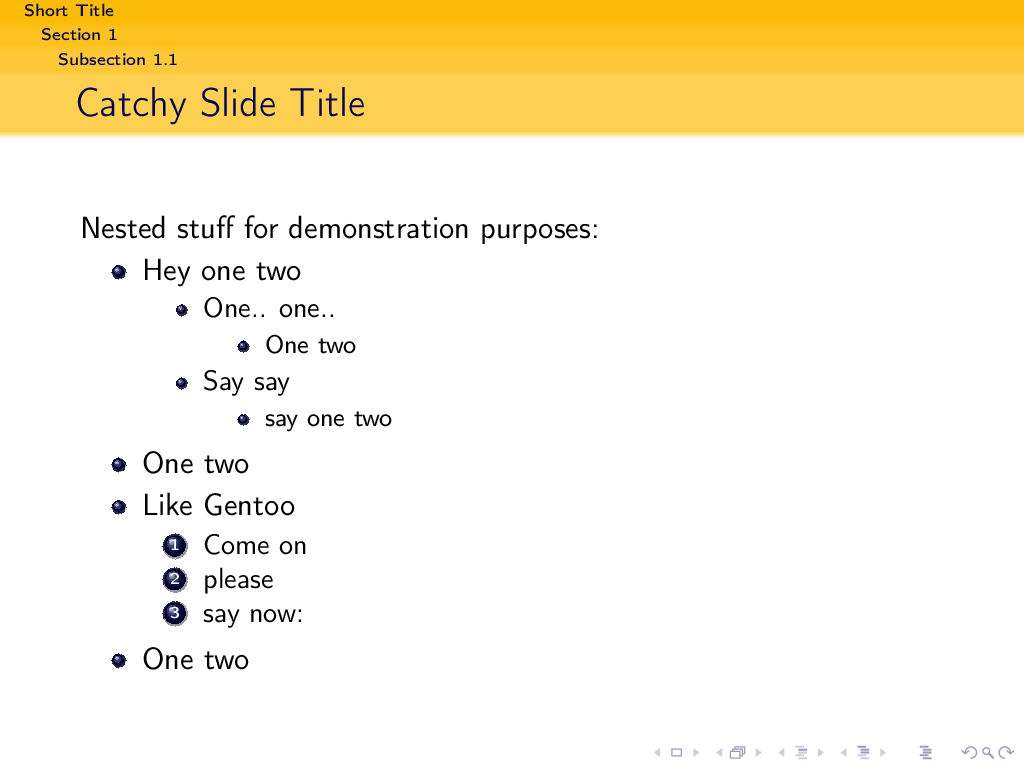 Short Title
Section 1
Subsection 1.1
Catchy Slide Title
Nested stuff for demonstration purposes:
Hey one two
One.. one..
One two
Say say
say one two
One two
Like Gentoo
1 Come on
2 please
3 say now:
One two